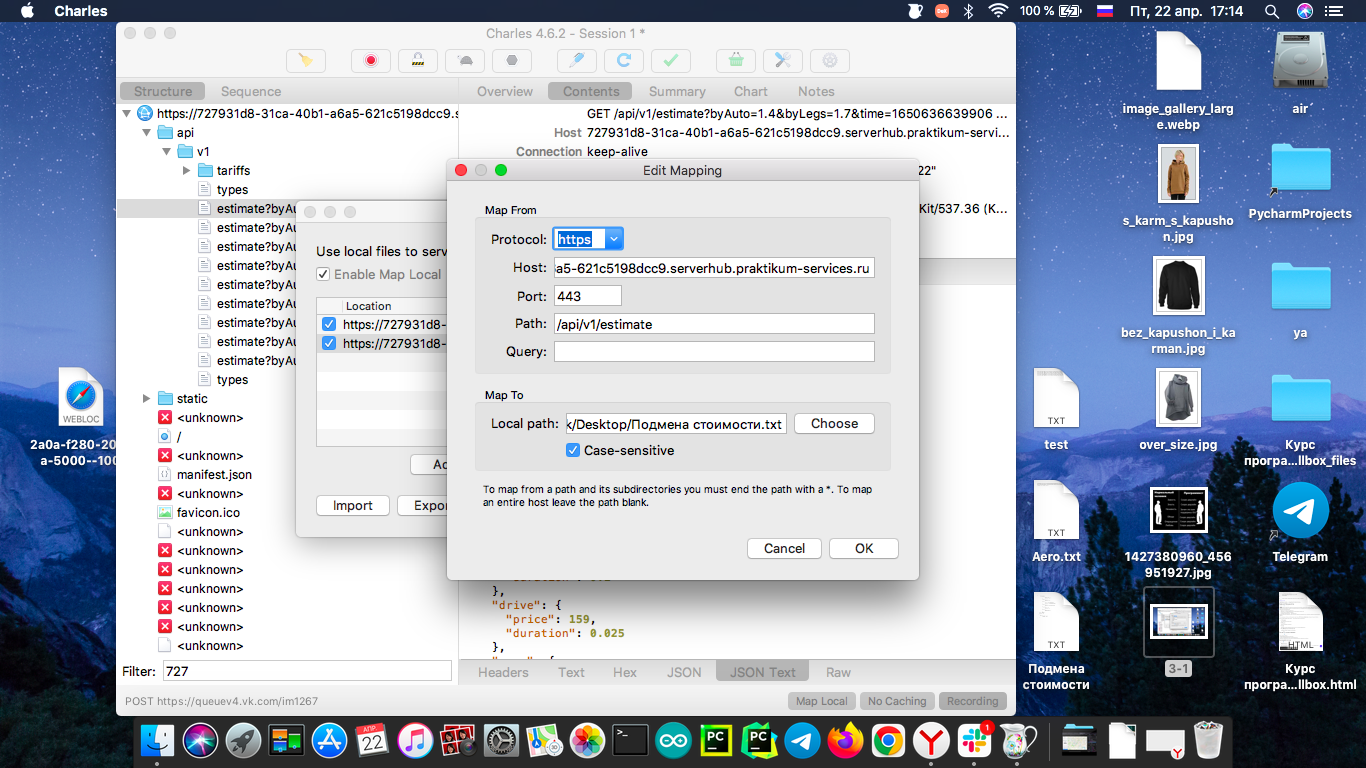 Charles
100 %
Пт, 22 апр. 17:14
Charles 4.6.2 - Session 1 *
Structure
Sequence
Overview
Contents
Summary
Chart
Notes
https://727931d8-31ca-40b1-a6a5-621c5198dcc9.s
api
v1
tariffs
types
estimate?byAu
estimate?byAu
estimate?byAu
estimate?byAu
estimate?byAu
estimate?byAu
estimate?byAu
estimate?byAu
estimate?byAu
types
static
<unknown>
/
<unknown>
manifest.json
<unknown>
favicon.ico
<unknown>
<unknown>
<unknown>
<unknown>
<unknown>
<unknown>
<unknown>
Filter: 727
GET /api/v1/estimate?byAuto=1.4&byLegs=1.7&time=1650636639906 ...
Host 727931d8-31ca-40b1-a6a5-621c5198dcc9.serverhub.praktikum-servi...
Connection keep-alive
22"
Kit/537.36 (K...
Use local files to serv
Enable Map Local
Location
https://727931d8-
https://727931d8-
Ad
Import
Expor
Edit Mapping
Map From
Protocol: https
Host: a5-621c5198dcc9.serverhub.praktikum-services.ru
Port: 443
Path: /api/v1/estimate
Query:
Map To
Local path: k/Desktop/Подмена стоимости.txt
Choose
Case-sensitive
To map from a path and its subdirectories you must end the path with a *. To map
an entire host leave the path blank.
Cancel
OK
},
"drive": {
"price": 159,
"duration": 0.025
},
Headers
Text
Hex
JSON
JSON Text
Raw
POST https://queuev4.vk.com/im1267
Map Local
No Caching
Recording
WEBLOC
2a0a-f280-20
a-5000--100
image_gallery_lar
ge.webp
air
s_karm_s_kapusho
n.jpg
PycharmProjects
bez_kapushon_i_ka
rman.jpg
ya
TXT
test
over_size.jpg
Курс
програ...llbox_files
TXT
Aero.txt
1427380960_456
951927.jpg
Telegram
TXT
Подмена
стоимости
3-1
HTML
Курс
програ...llbox.html
АПР
22
PC
PC
1